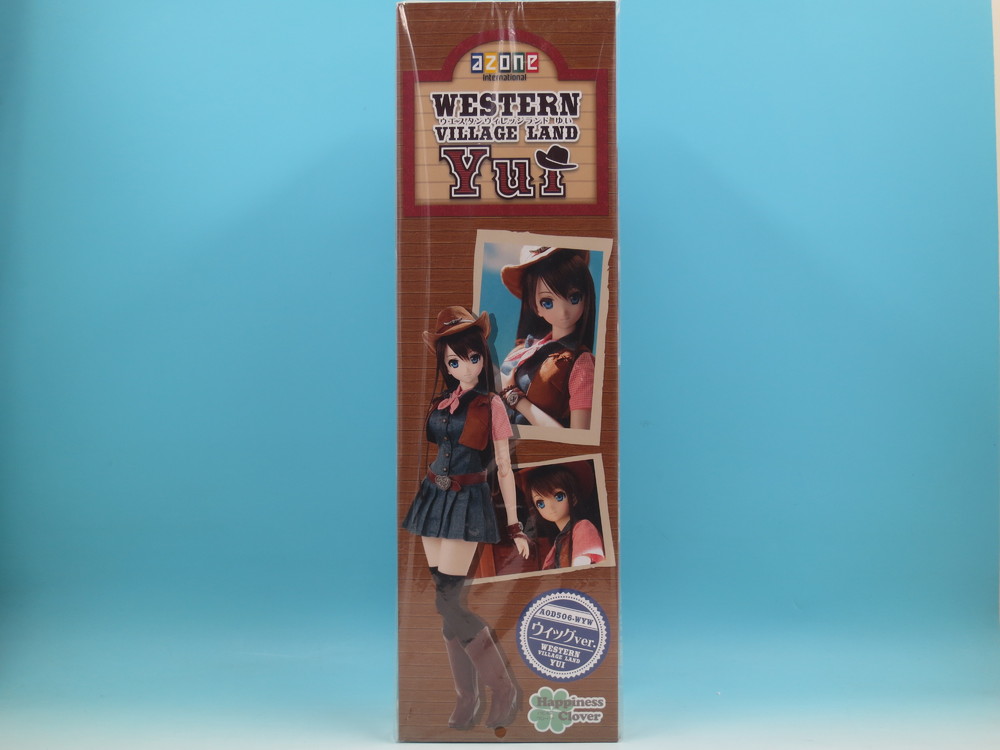 azone
international
WESTERN
ウエスタンヴィレッジランド ゆい
VILLAGE LAND
Yui
AOD506-WYW
ウィッグver.
WESTERN
VILLAGE LAND
YUI
Happiness
Clover